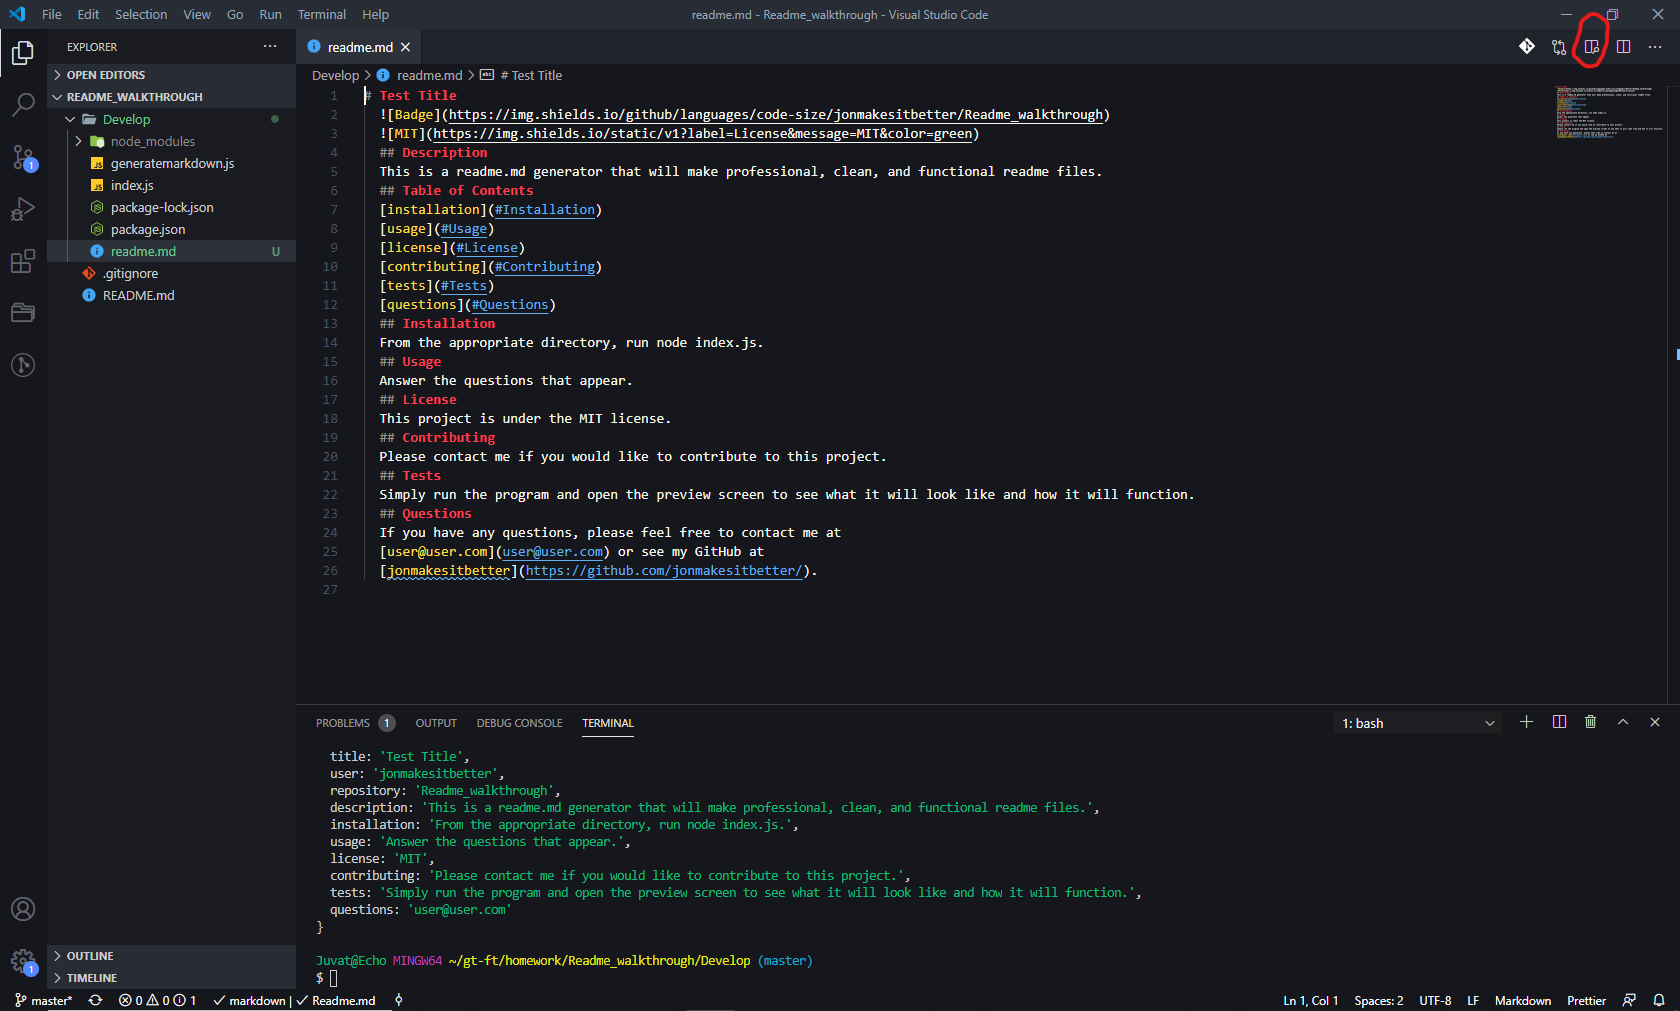 File Edit Selection View Go Run Terminal Help
readme.md - Readme_walkthrough - Visual Studio Code
EXPLORER
OPEN EDITORS
README_WALKTHROUGH
Develop
node_modules
JS generatemarkdown.js
JS index.js
package-lock.json
package.json
readme.md U
.gitignore
README.md
OUTLINE
TIMELINE
1
1
readme.md
Develop > readme.md > abc # Test Title
1 # Test Title
2 ![Badge](https://img.shields.io/github/languages/code-size/jonmakesitbetter/Readme_walkthrough)
3 ![MIT](https://img.shields.io/static/v1?label=License&message=MIT&color=green)
4 ## Description
5 This is a readme.md generator that will make professional, clean, and functional readme files.
6 ## Table of Contents
7 [installation](#Installation)
8 [usage](#Usage)
9 [license](#License)
10 [contributing](#Contributing)
11 [tests](#Tests)
12 [questions](#Questions)
13 ## Installation
14 From the appropriate directory, run node index.js.
15 ## Usage
16 Answer the questions that appear.
17 ## License
18 This project is under the MIT license.
19 ## Contributing
20 Please contact me if you would like to contribute to this project.
21 ## Tests
22 Simply run the program and open the preview screen to see what it will look like and how it will function.
23 ## Questions
24 If you have any questions, please feel free to contact me at
25 [user@user.com](user@user.com) or see my GitHub at
26 [jonmakesitbetter](https://github.com/jonmakesitbetter/).
27
PROBLEMS 1 OUTPUT DEBUG CONSOLE TERMINAL
1: bash
title: 'Test Title',
user: 'jonmakesitbetter',
repository: 'Readme_walkthrough',
description: 'This is a readme.md generator that will make professional, clean, and functional readme files.',
installation: 'From the appropriate directory, run node index.js.',
usage: 'Answer the questions that appear.',
license: 'MIT',
contributing: 'Please contact me if you would like to contribute to this project.',
tests: 'Simply run the program and open the preview screen to see what it will look like and how it will function.',
questions: 'user@user.com'
}
Juvat@Echo MINGW64 ~/gt-ft/homework/Readme_walkthrough/Develop (master)
$
master* 0 0 1 markdown | Readme.md
Ln 1, Col 1 Spaces: 2 UTF-8 LF Markdown Prettier